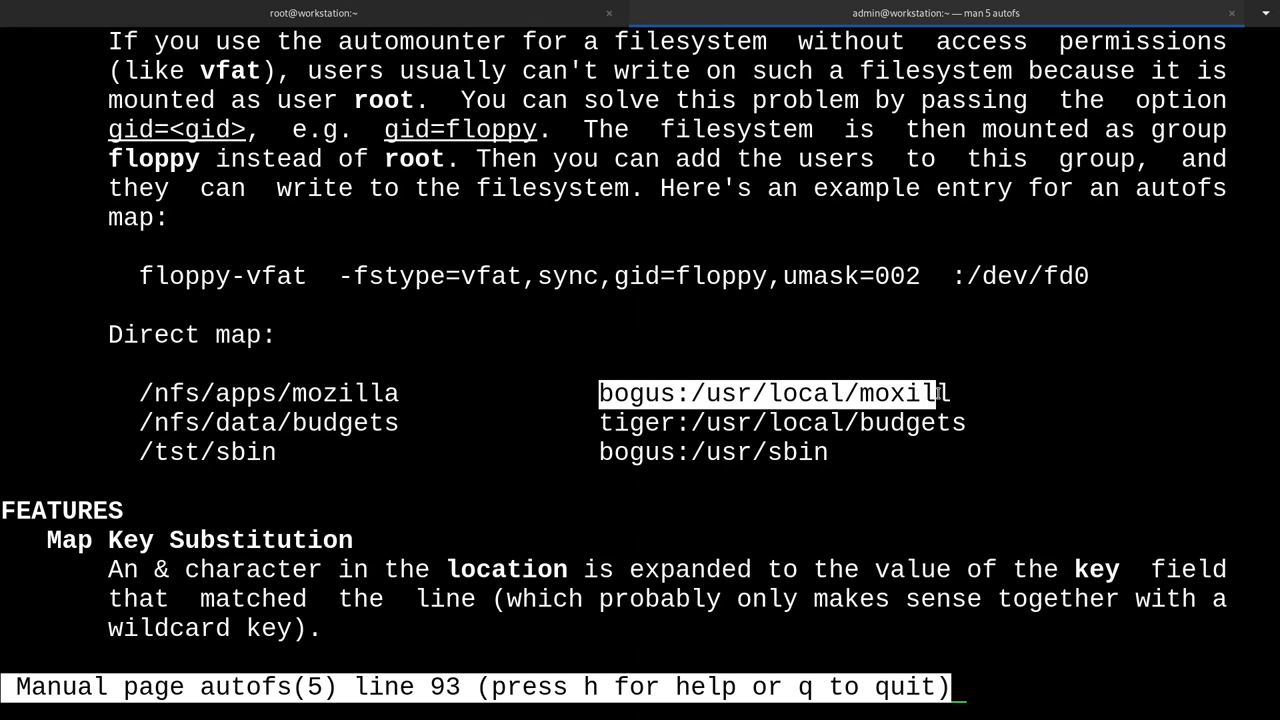 root@workstation:~ × admin@workstation:~ — man 5 autofs ×
If you use the automounter for a filesystem without access permissions
(like vfat), users usually can't write on such a filesystem because it is
mounted as user root. You can solve this problem by passing the option
gid=<gid>, e.g. gid=floppy. The filesystem is then mounted as group
floppy instead of root. Then you can add the users to this group, and
they can write to the filesystem. Here's an example entry for an autofs
map:
floppy-vfat -fstype=vfat,sync,gid=floppy,umask=002 :/dev/fd0
Direct map:
/nfs/apps/mozilla bogus:/usr/local/moxill
/nfs/data/budgets tiger:/usr/local/budgets
/tst/sbin bogus:/usr/sbin
FEATURES
Map Key Substitution
An & character in the location is expanded to the value of the key field
that matched the line (which probably only makes sense together with a
wildcard key).
Manual page autofs(5) line 93 (press h for help or q to quit)